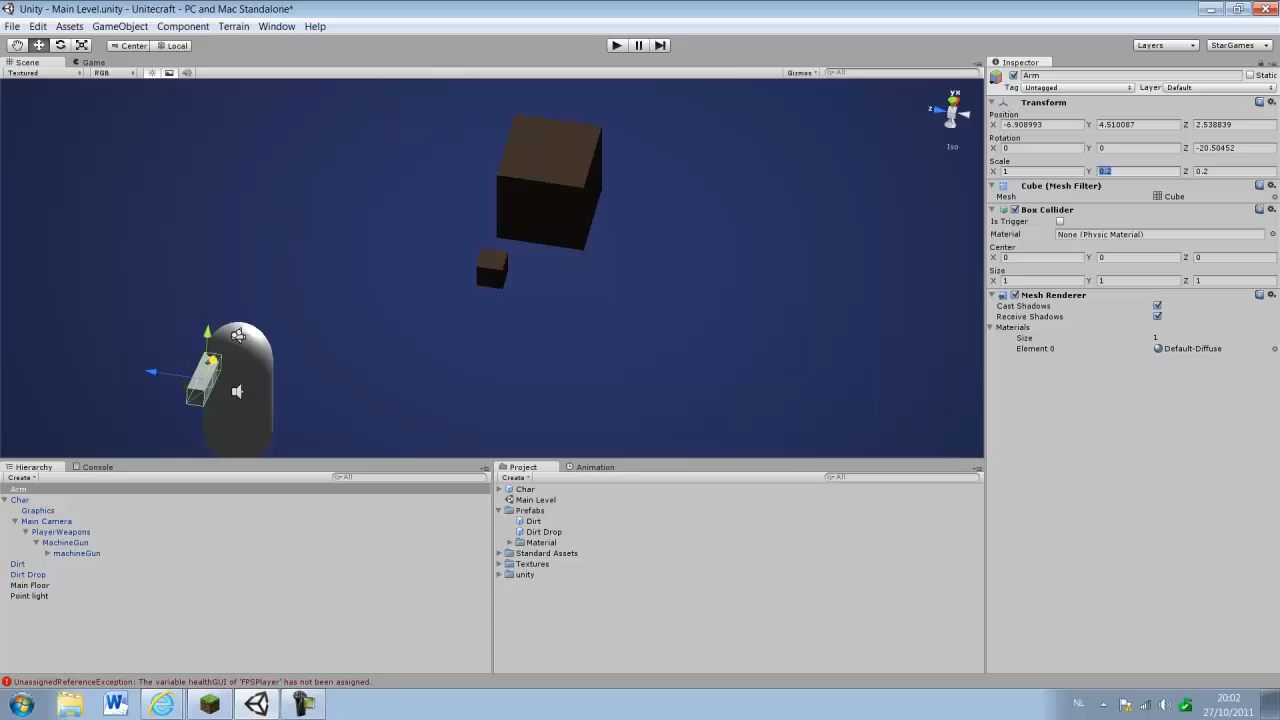 Unity - Main Level.unity - Unitecraft - PC and Mac Standalone*
File Edit Assets GameObject Component Terrain Window Help
Center Local Layers StarGames
Scene Game Inspector
Textured RGB Gizmos All
Arm Static
Tag Untagged Layer Default
Transform
Position
X -6.908993 Y 4.510087 Z 2.538839
Rotation
X 0 Y 0 Z -20.50452
Scale
X 1 Y 0.2 Z 0.2
Cube (Mesh Filter)
Mesh Cube
Box Collider
Is Trigger
Material None (Physic Material)
Center
X 0 Y 0 Z 0
Size
X 1 Y 1 Z 1
Mesh Renderer
Cast Shadows
Receive Shadows
Materials
Size 1
Element 0 Default-Diffuse
yx
z
Iso
Hierarchy Console
Create All
Arm
Char
Graphics
Main Camera
PlayerWeapons
MachineGun
machineGun
Dirt
Dirt Drop
Main Floor
Point light
Project Animation
Create All
Char
Main Level
Prefabs
Dirt
Dirt Drop
Material
Standard Assets
Textures
unity
UnassignedReferenceException: The variable healthGUI of 'FPSPlayer' has not been assigned.
NL 20:02
27/10/2011